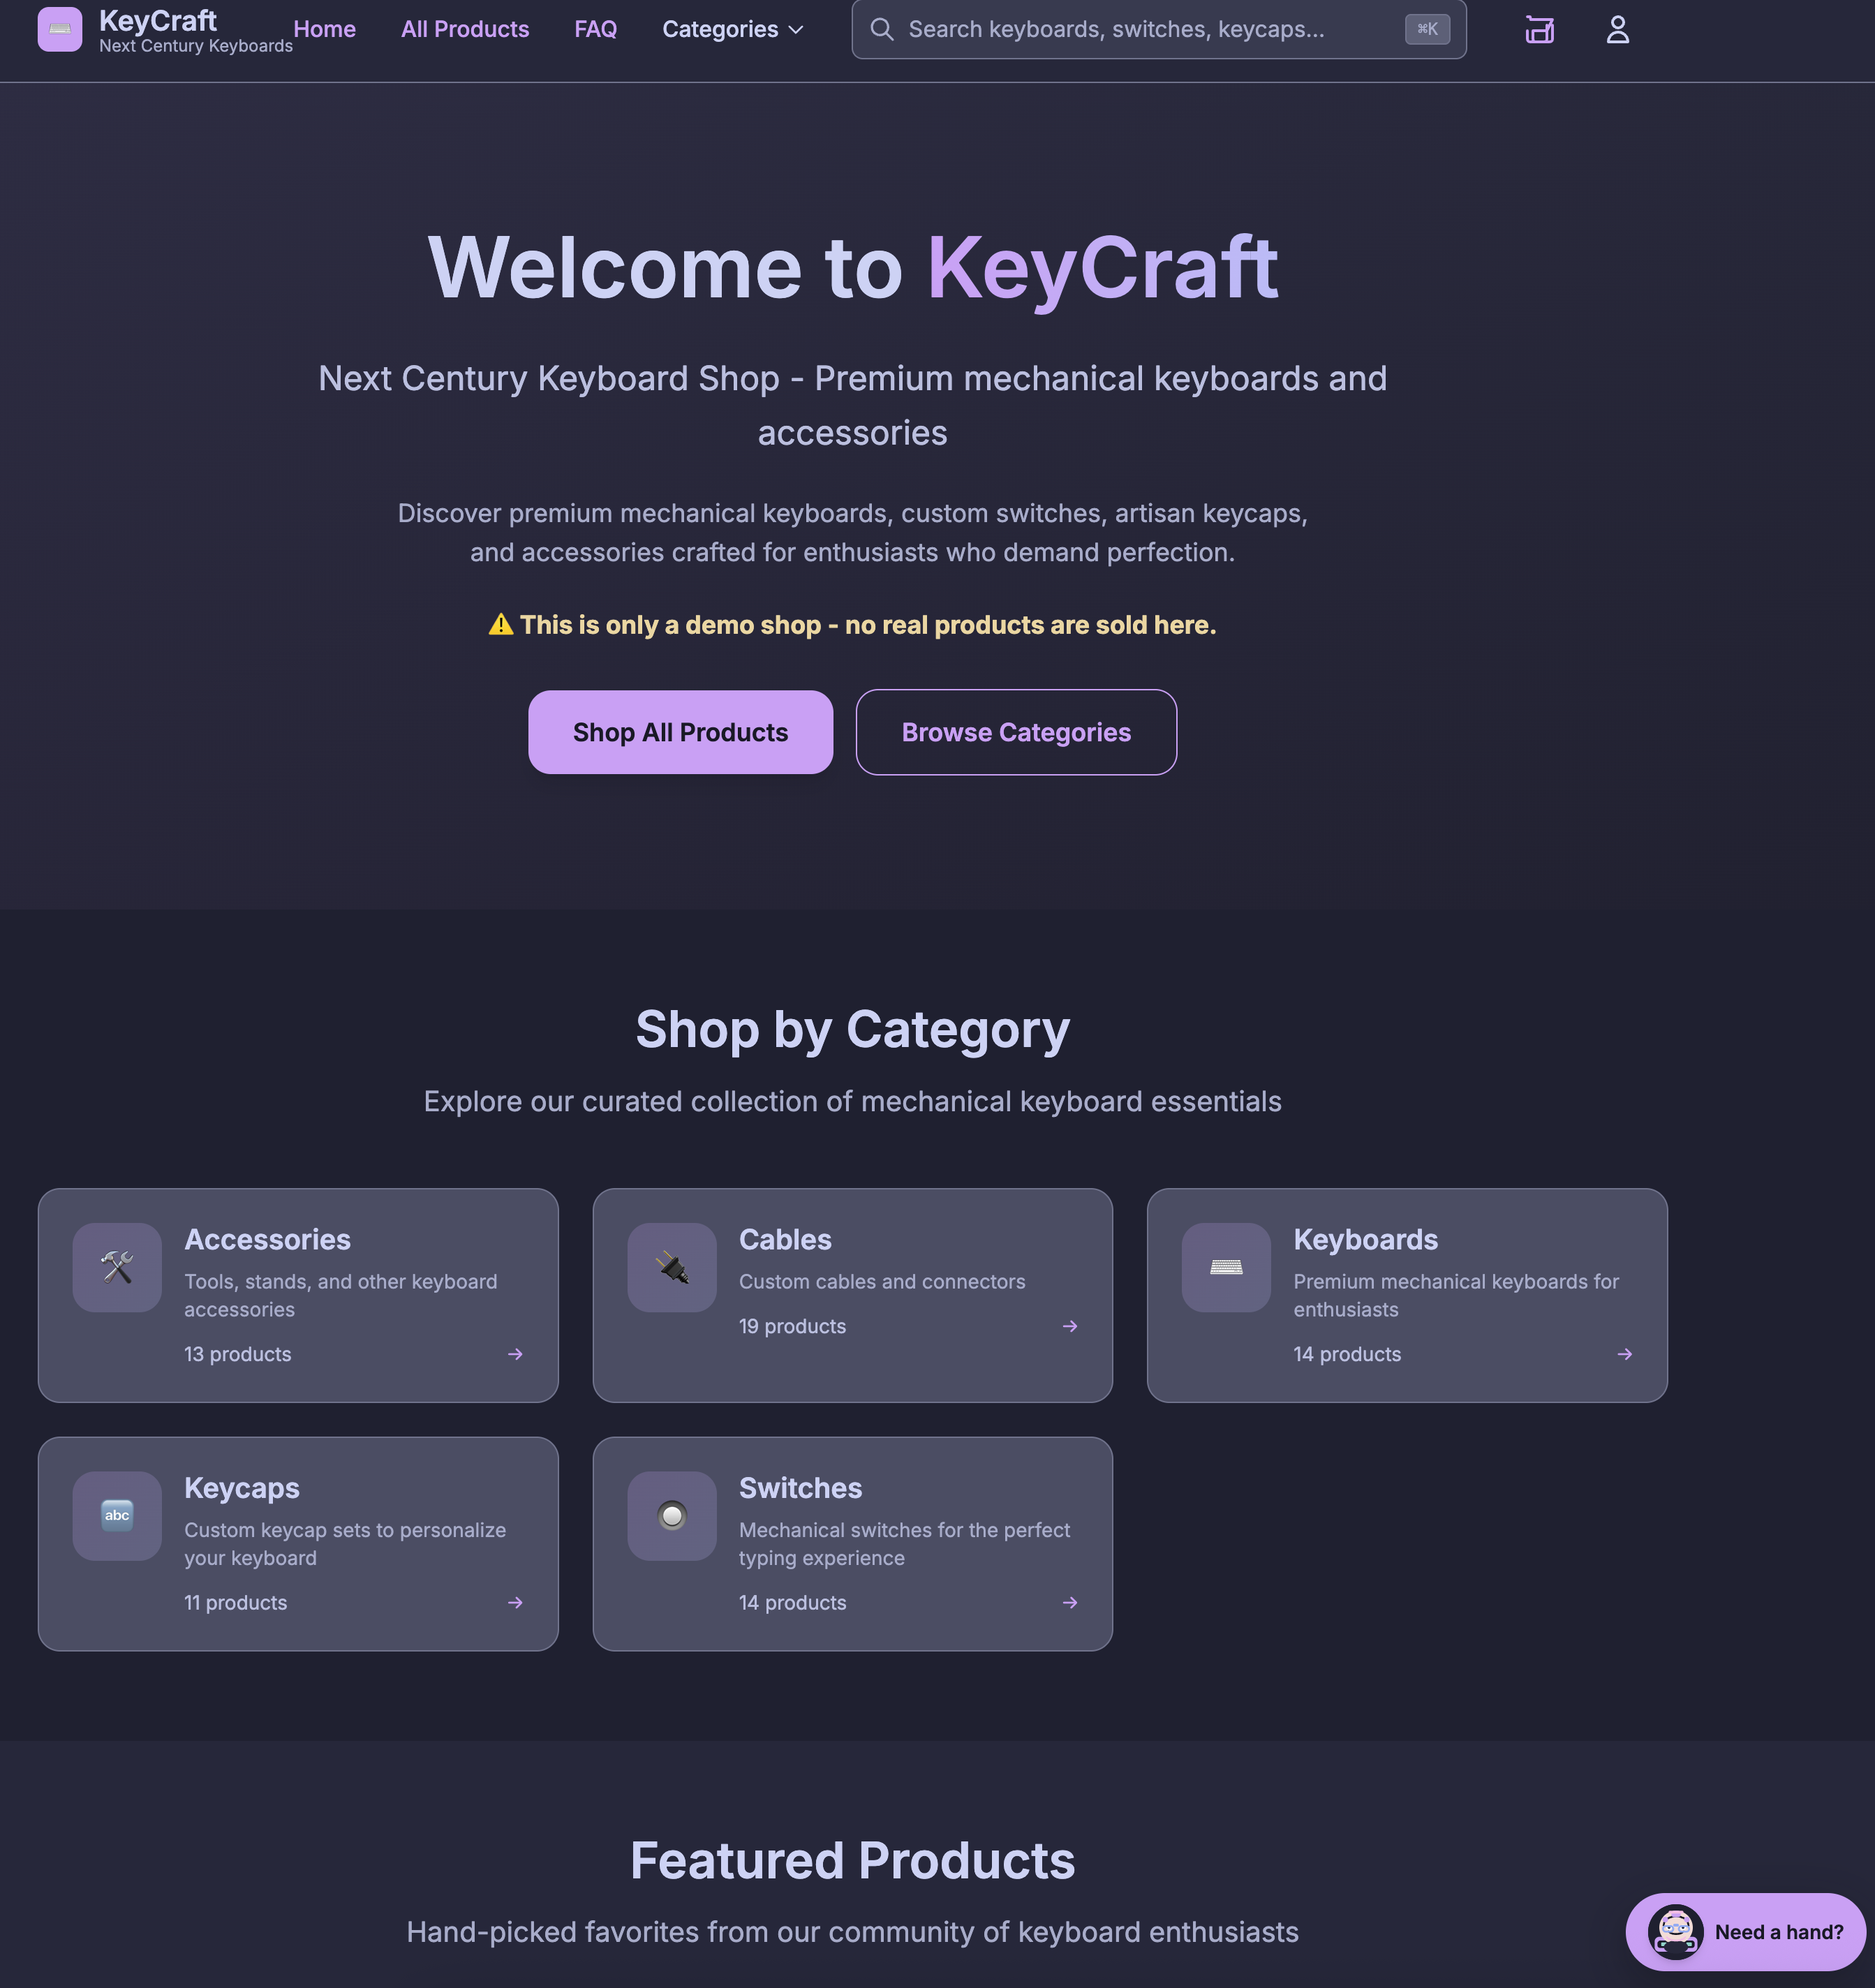 KeyCraft
Next Century Keyboards
Home
All Products
FAQ
Categories
Search keyboards, switches, keycaps...
⌘K
Welcome to KeyCraft
Next Century Keyboard Shop - Premium mechanical keyboards and
accessories
Discover premium mechanical keyboards, custom switches, artisan keycaps,
and accessories crafted for enthusiasts who demand perfection.
⚠️ This is only a demo shop - no real products are sold here.
Shop All Products
Browse Categories
Shop by Category
Explore our curated collection of mechanical keyboard essentials
Accessories
Tools, stands, and other keyboard
accessories
13 products
Cables
Custom cables and connectors
19 products
Keyboards
Premium mechanical keyboards for
enthusiasts
14 products
abc
Keycaps
Custom keycap sets to personalize
your keyboard
11 products
Switches
Mechanical switches for the perfect
typing experience
14 products
Featured Products
Hand-picked favorites from our community of keyboard enthusiasts
Need a hand?